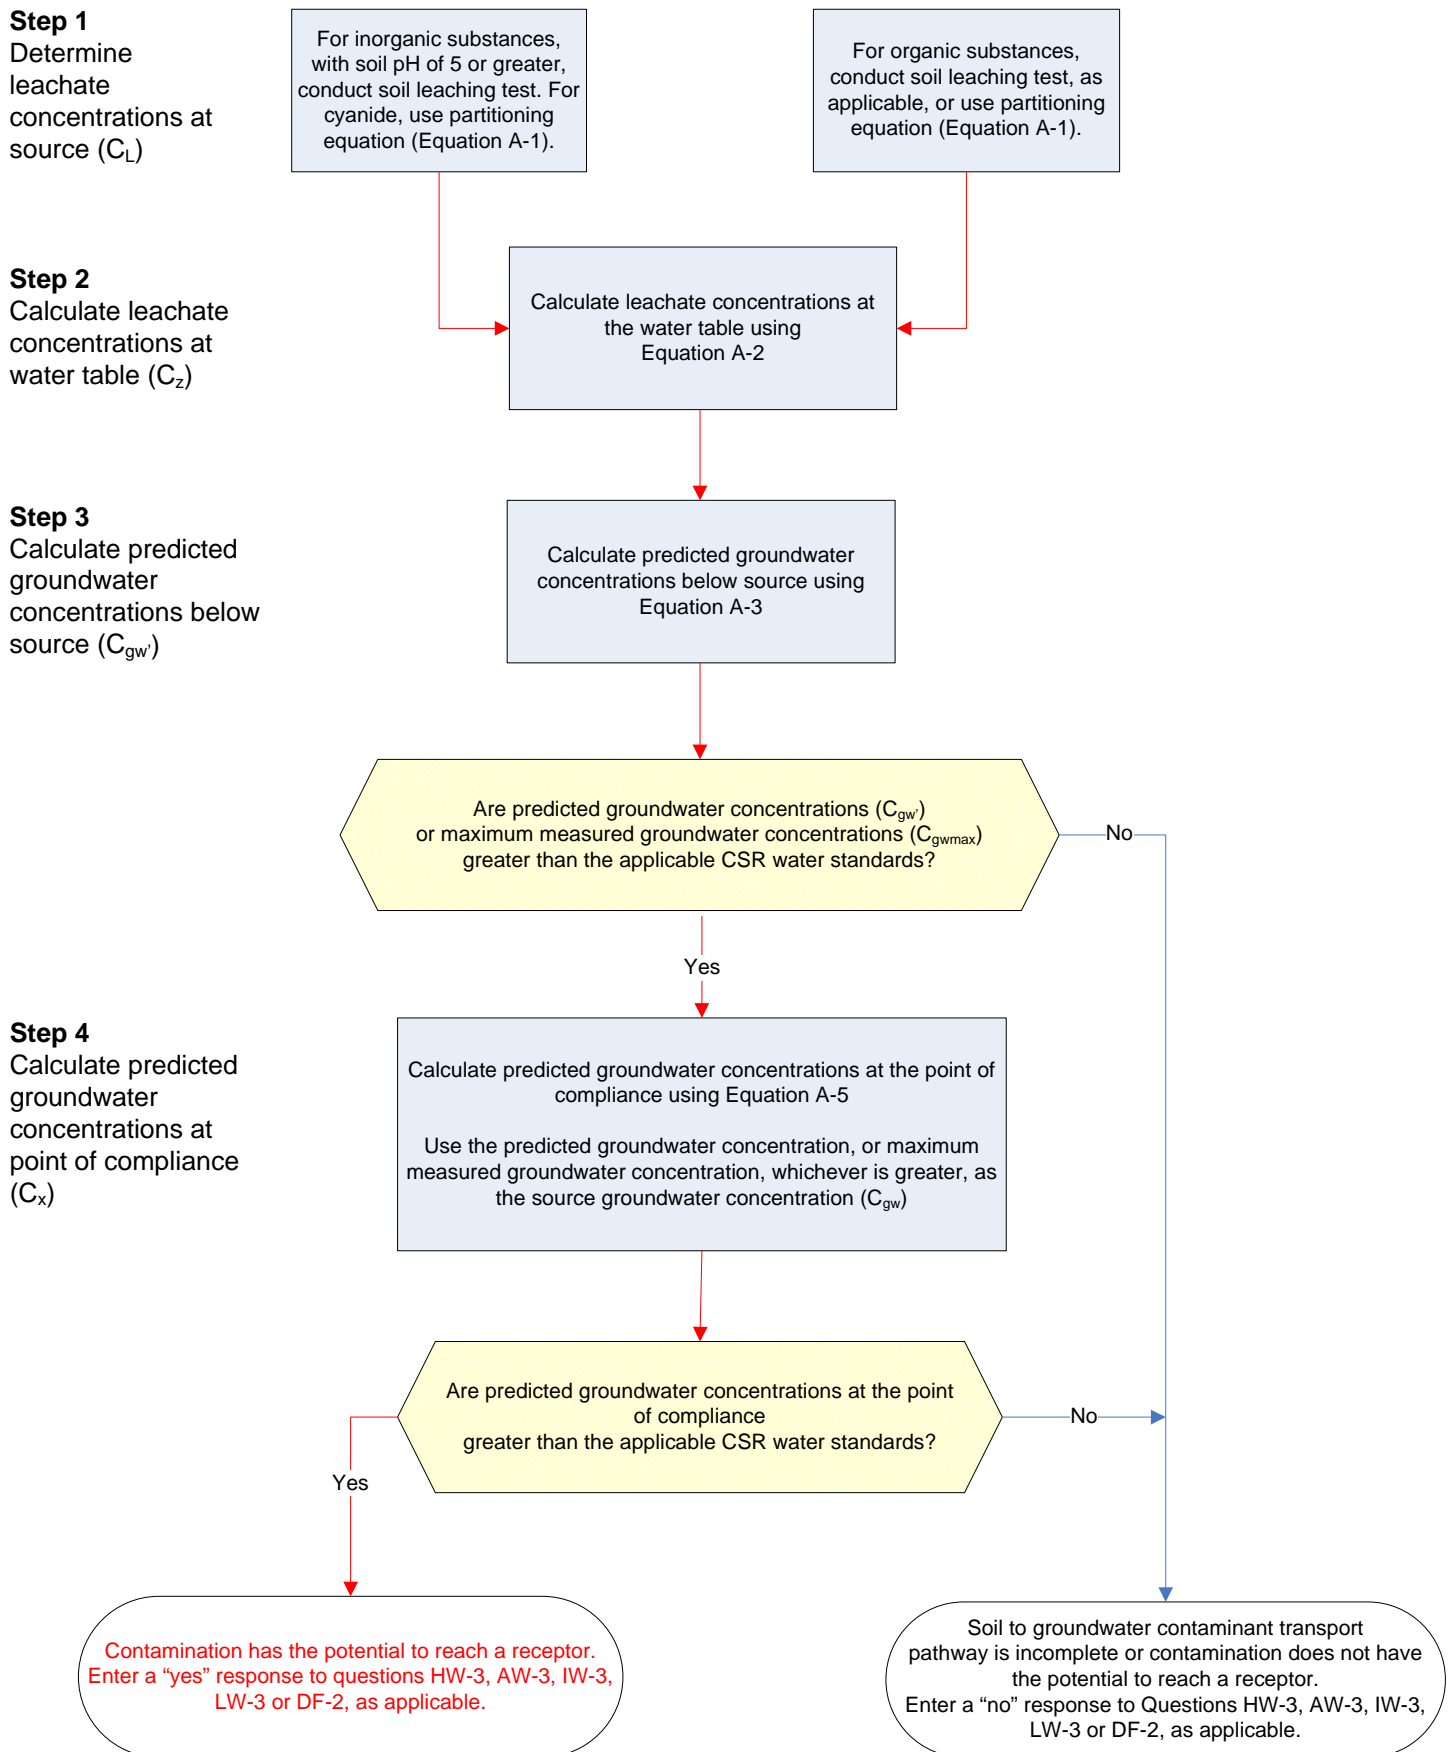 Step 1
Determine
leachate
concentrations at
source (CL)
For inorganic substances,
with soil pH of 5 or greater,
conduct soil leaching test. For
cyanide, use partitioning
equation (Equation A-1).
For organic substances,
conduct soil leaching test, as
applicable, or use partitioning
equation (Equation A-1).
Step 2
Calculate leachate
concentrations at
water table (Cz)
Calculate leachate concentrations at
the water table using
Equation A-2
Step 3
Calculate predicted
groundwater
concentrations below
source (Cgw')
Calculate predicted groundwater
concentrations below source using
Equation A-3
Are predicted groundwater concentrations (Cgw')
or maximum measured groundwater concentrations (Cgwmax)
greater than the applicable CSR water standards?
No
Yes
Step 4
Calculate predicted
groundwater
concentrations at
point of compliance
(Cx)
Calculate predicted groundwater concentrations at the point of
compliance using Equation A-5
Use the predicted groundwater concentration, or maximum
measured groundwater concentration, whichever is greater, as
the source groundwater concentration (Cgw)
Are predicted groundwater concentrations at the point
of compliance
greater than the applicable CSR water standards?
No
Yes
Contamination has the potential to reach a receptor.
Enter a “yes” response to questions HW-3, AW-3, IW-3,
LW-3 or DF-2, as applicable.
Soil to groundwater contaminant transport
pathway is incomplete or contamination does not have
the potential to reach a receptor.
Enter a “no” response to Questions HW-3, AW-3, IW-3,
LW-3 or DF-2, as applicable.